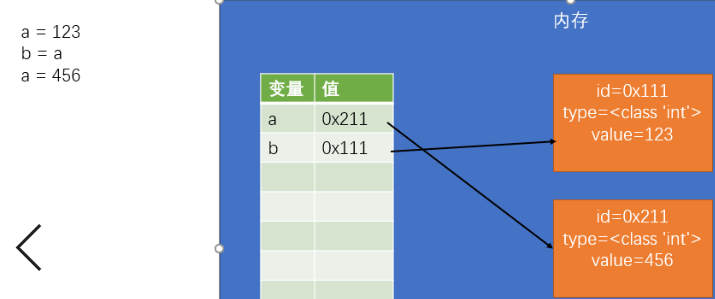 a = 123
b = a
a = 456
内存
变量 值
a 0x211
b 0x111
id=0x111
type=<class 'int'>
value=123
id=0x211
type=<class 'int'>
value=456